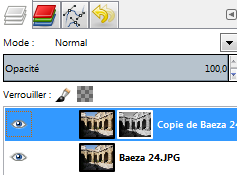 Mode : Normal
Opacité 100,0
Verrouiller :
Copie de Baeza 24
Baeza 24.JPG